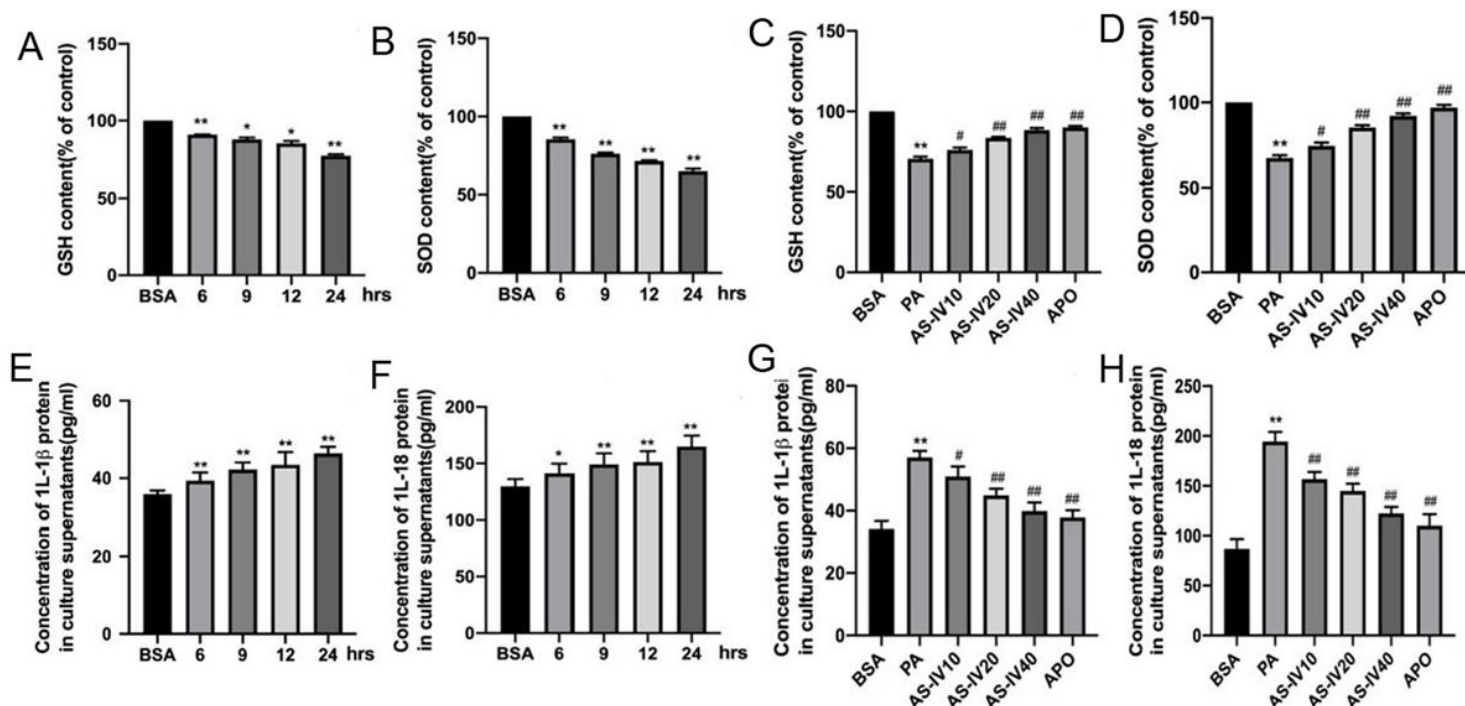 A
GSH content(% of control)
150
100
50
0
** * * **
BSA 6 9 12 24 hrs
B
SOD content(% of control)
150
100
50
0
** ** ** **
BSA 6 9 12 24 hrs
C
GSH content(% of control)
150
100
50
0
** # ## ## ##
BSA PA AS-IV10 AS-IV20 AS-IV40 APO
D
SOD content(% of control)
150
100
50
0
** # ## ## ##
BSA PA AS-IV10 AS-IV20 AS-IV40 APO
E
Concentration of 1L-1β protein
in culture supernatants(pg/ml)
60
40
20
0
** ** ** **
BSA 6 9 12 24 hrs
F
Concentration of 1L-18 protein
in culture supernatants(pg/ml)
200
150
100
50
0
* ** ** **
BSA 6 9 12 24 hrs
G
Concentration of 1L-1β protei
in culture supernatants(pg/ml)
80
60
40
20
0
** # ## ## ##
BSA PA AS-IV10 AS-IV20 AS-IV40 APO
H
Concentration of 1L-18 protein
in culture supernatants(pg/ml)
250
200
150
100
50
0
** ## ## ## ##
BSA PA AS-IV10 AS-IV20 AS-IV40 APO